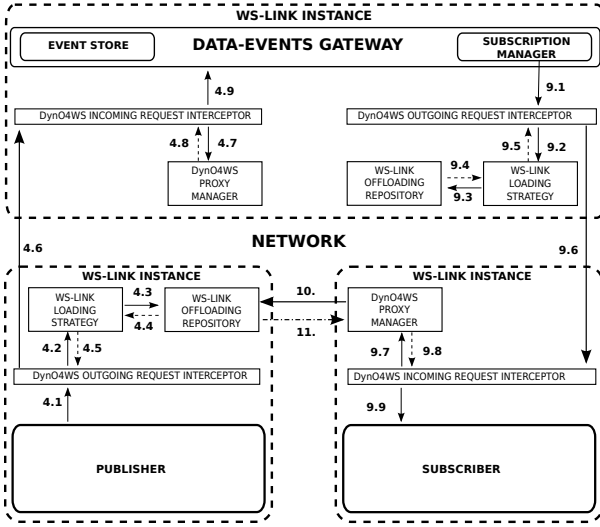 WS-LINK INSTANCE
EVENT STORE
DATA-EVENTS GATEWAY
SUBSCRIPTION
MANAGER
4.9
9.1
DynO4WS INCOMING REQUEST INTERCEPTOR
DynO4WS OUTGOING REQUEST INTERCEPTOR
4.8
4.7
9.5
9.2
DynO4WS
PROXY
MANAGER
WS-LINK
OFFLOADING
REPOSITORY
9.4
9.3
WS-LINK
LOADING
STRATEGY
4.6
NETWORK
9.6
WS-LINK INSTANCE
WS-LINK INSTANCE
WS-LINK
LOADING
STRATEGY
4.3
4.4
WS-LINK
OFFLOADING
REPOSITORY
10.
11.
DynO4WS
PROXY
MANAGER
4.2
4.5
9.7
9.8
DynO4WS OUTGOING REQUEST INTERCEPTOR
DynO4WS INCOMING REQUEST INTERCEPTOR
4.1
9.9
PUBLISHER
SUBSCRIBER